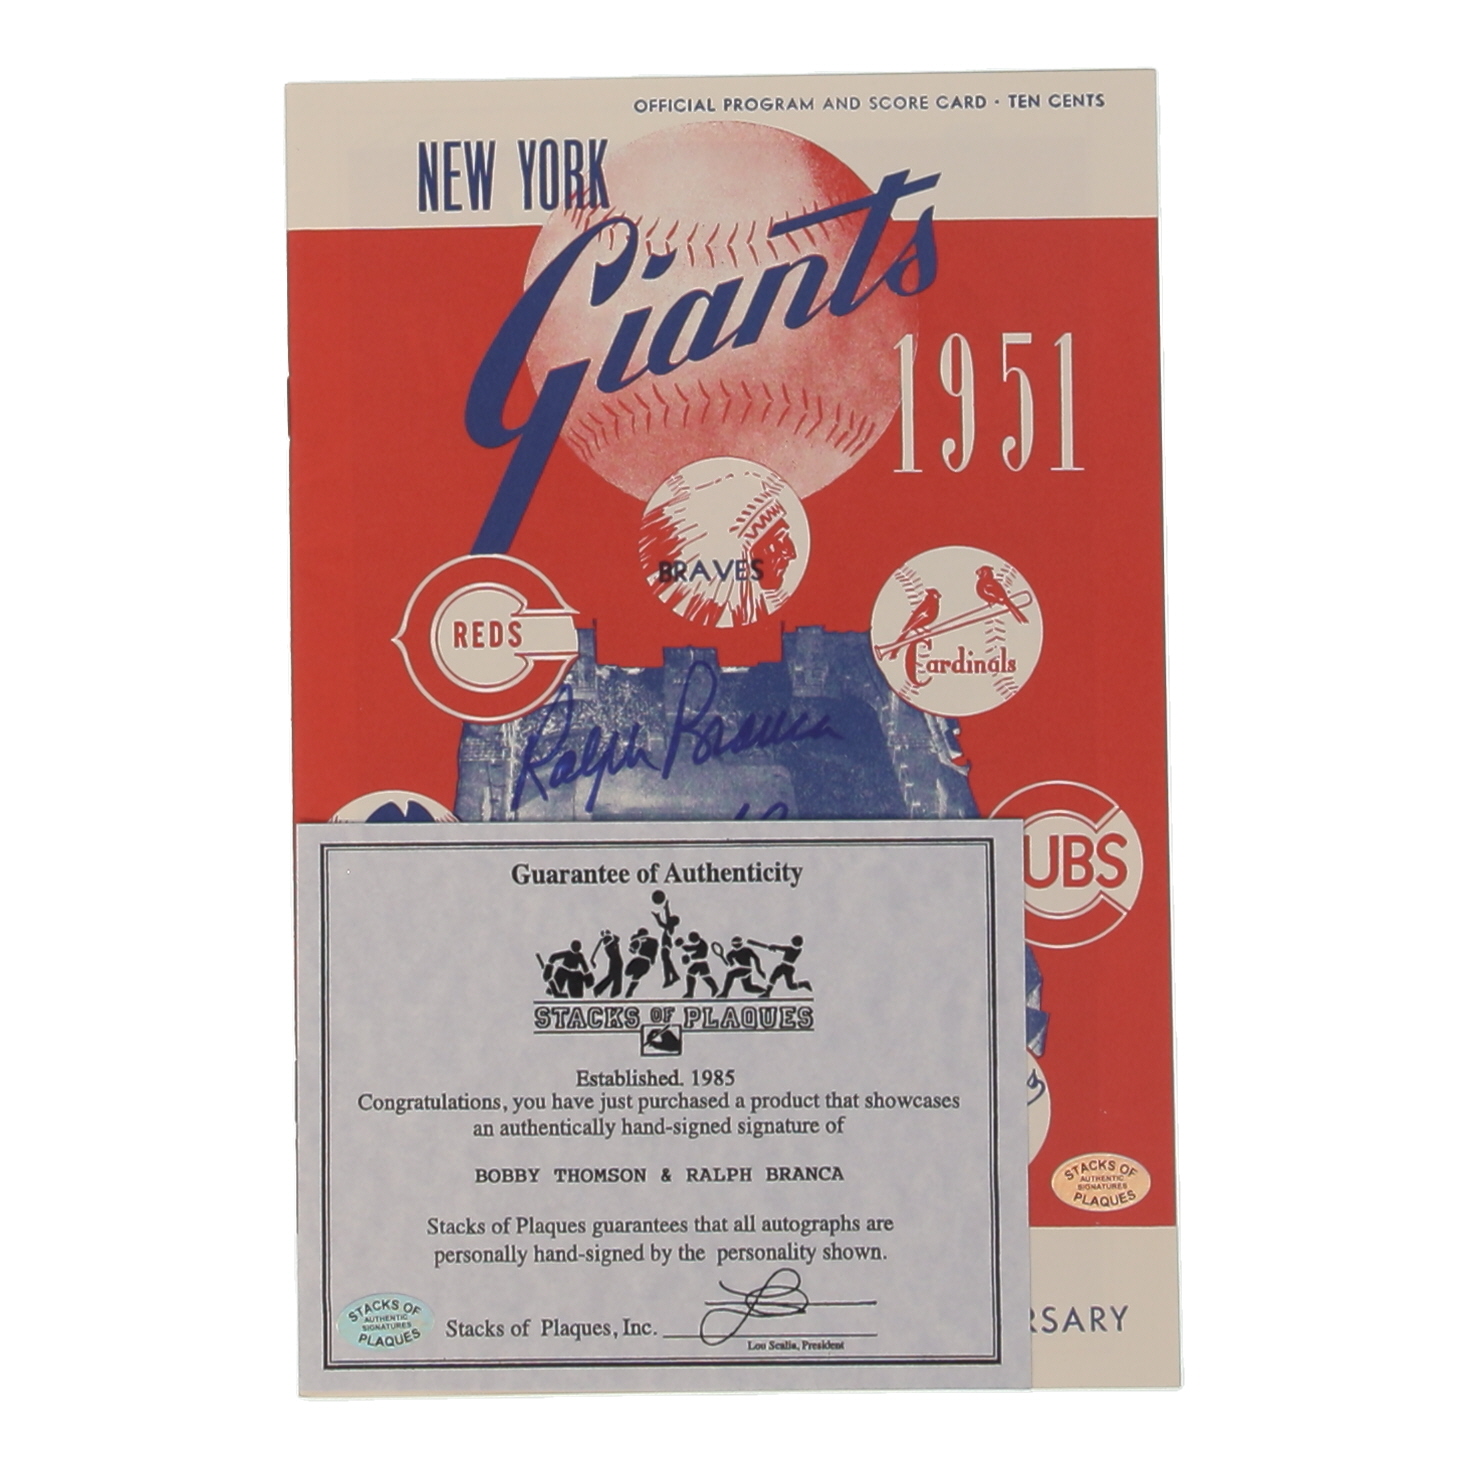 OFFICIAL PROGRAM AND SCORE CARD · TEN CENTS
NEW YORK
Giants
1951
BRAVES
REDS
Cardinals
Ralph Branca
UBS
Guarantee of Authenticity
STACKS OF PLAQUES
Established. 1985
Congratulations, you have just purchased a product that showcases
an authentically hand-signed signature of
BOBBY THOMSON & RALPH BRANCA
Stacks of Plaques guarantees that all autographs are
personally hand-signed by the personality shown.
STACKS OF
AUTHENTIC
SIGNATURES
PLAQUES
Stacks of Plaques, Inc.
Lou Scalia, President
STACKS OF
AUTHENTIC
SIGNATURES
PLAQUES
RSARY